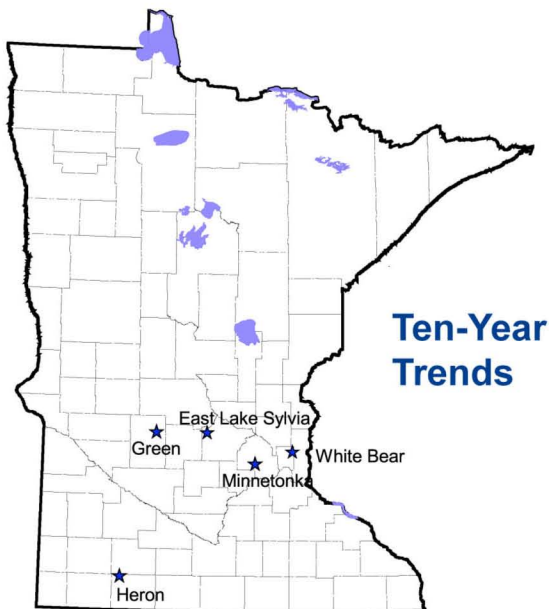 Ten-Year
Trends
East Lake Sylvia
Green
White Bear
Minnetonka
Heron